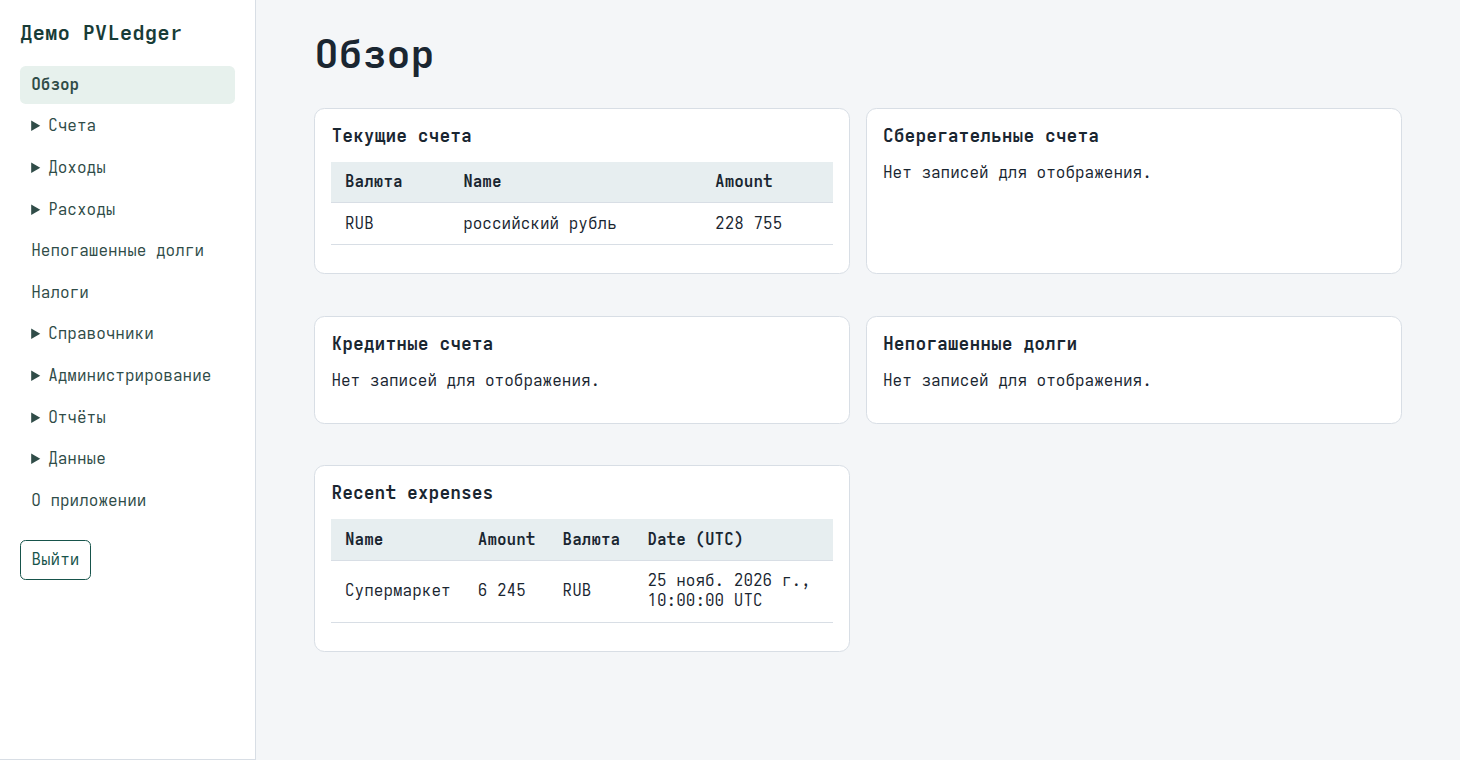 Демо PVLedger
Обзор
Счета
Доходы
Расходы
Непогашенные долги
Налоги
Справочники
Администрирование
Отчёты
Данные
О приложении
Выйти
Обзор
Текущие счета
Валюта Name Amount
RUB российский рубль 228 755
Сберегательные счета
Нет записей для отображения.
Кредитные счета
Нет записей для отображения.
Непогашенные долги
Нет записей для отображения.
Recent expenses
Name Amount Валюта Date (UTC)
Супермаркет 6 245 RUB 25 нояб. 2026 г.,
10:00:00 UTC